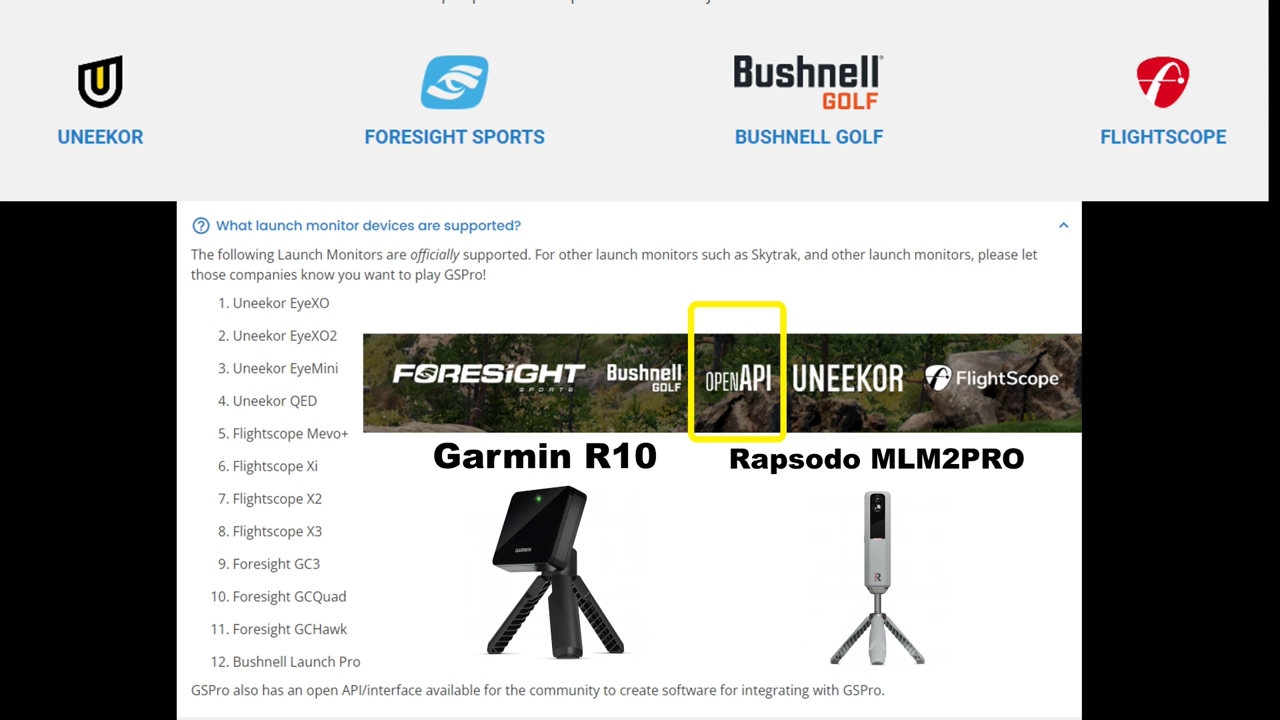 UNEEKOR
FORESIGHT SPORTS
Bushnell
GOLF
BUSHNELL GOLF
FLIGHTSCOPE
What launch monitor devices are supported?
The following Launch Monitors are officially supported. For other launch monitors such as Skytrak, and other launch monitors, please let
those companies know you want to play GSPro!
1. Uneekor EyeXO
2. Uneekor EyeXO2
3. Uneekor EyeMini
4. Uneekor QED
5. Flightscope Mevo+
6. Flightscope Xi
7. Flightscope X2
8. Flightscope X3
9. Foresight GC3
10. Foresight GCQuad
11. Foresight GCHawk
12. Bushnell Launch Pro
FORESiGHT
SPORTS
Bushnell
GOLF
OPENAPI
UNEEKOR
FlightScope
Garmin R10
Rapsodo MLM2PRO
GARMIN
R
GSPro also has an open API/interface available for the community to create software for integrating with GSPro.